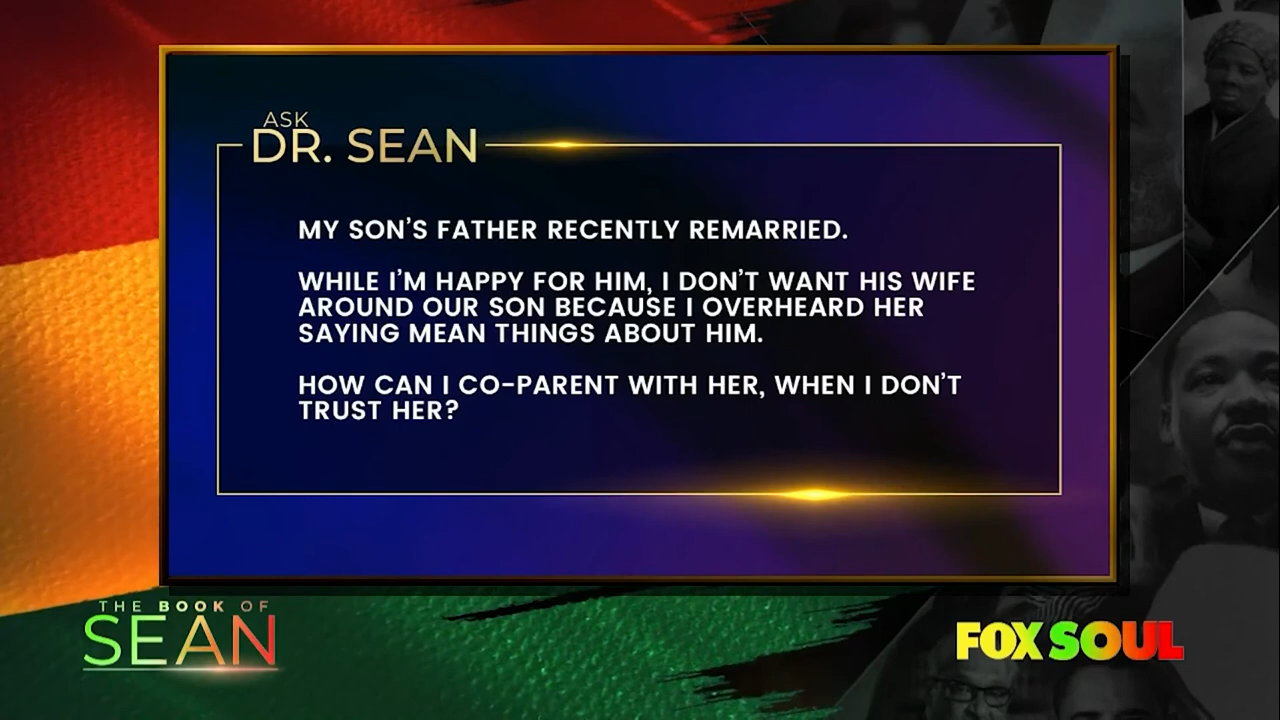 ASK
DR. SEAN
MY SON'S FATHER RECENTLY REMARRIED.
WHILE I'M HAPPY FOR HIM, I DON'T WANT HIS WIFE
AROUND OUR SON BECAUSE I OVERHEARD HER
SAYING MEAN THINGS ABOUT HIM.
HOW CAN I CO-PARENT WITH HER, WHEN I DON'T
TRUST HER?
THE BOOK OF
SEAN
FOX SOUL